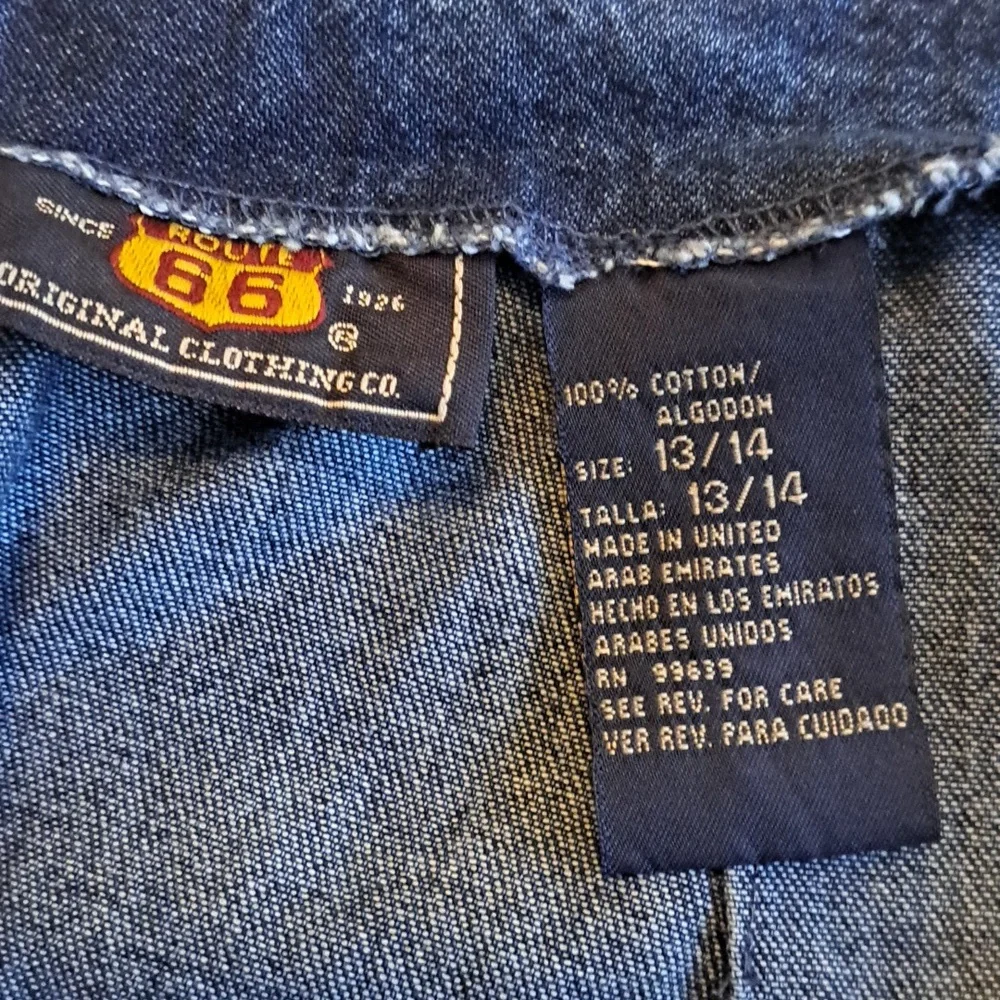 SINCE
ROUTE
66
1926
®
ORIGINAL CLOTHING CO.
100% COTTON/
ALGODON
SIZE: 13/14
TALLA: 13/14
MADE IN UNITED
ARAB EMIRATES
HECHO EN LOS EMIRATOS
ARABES UNIDOS
RN 99639
SEE REV. FOR CARE
VER REV. PARA CUIDADO